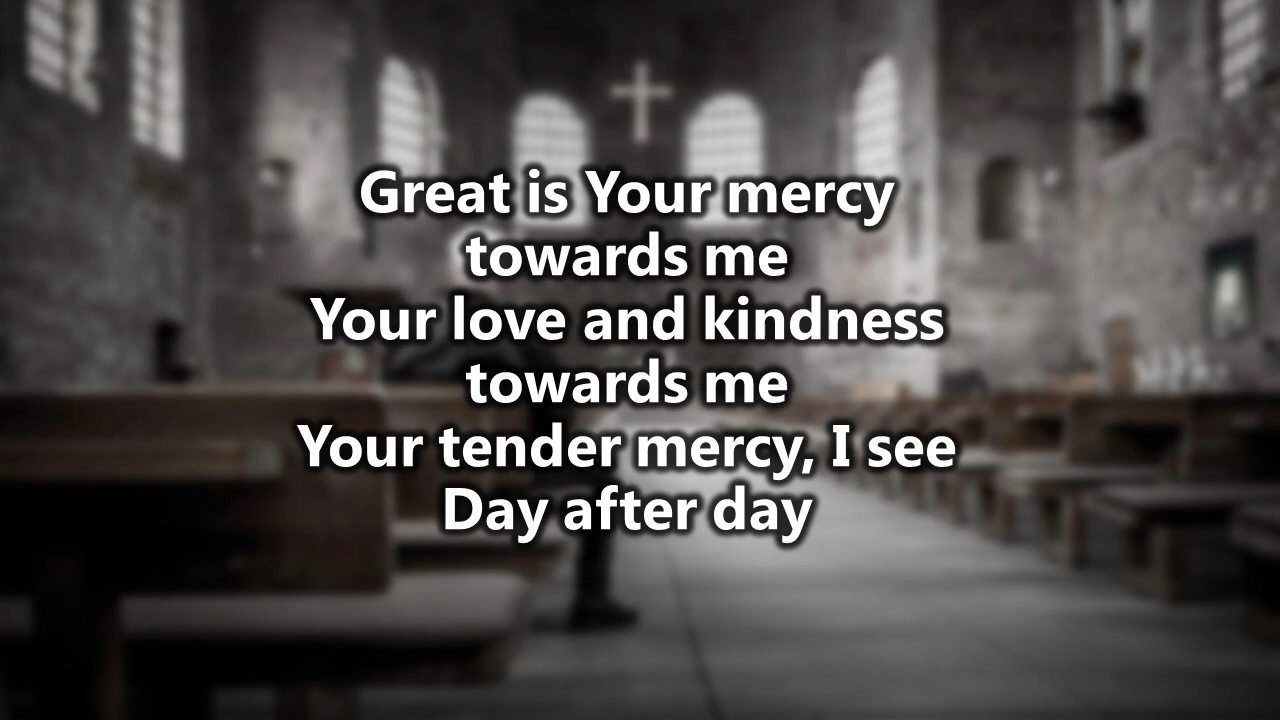 Great is Your mercy
towards me
Your love and kindness
towards me
Your tender mercy, I see
Day after day